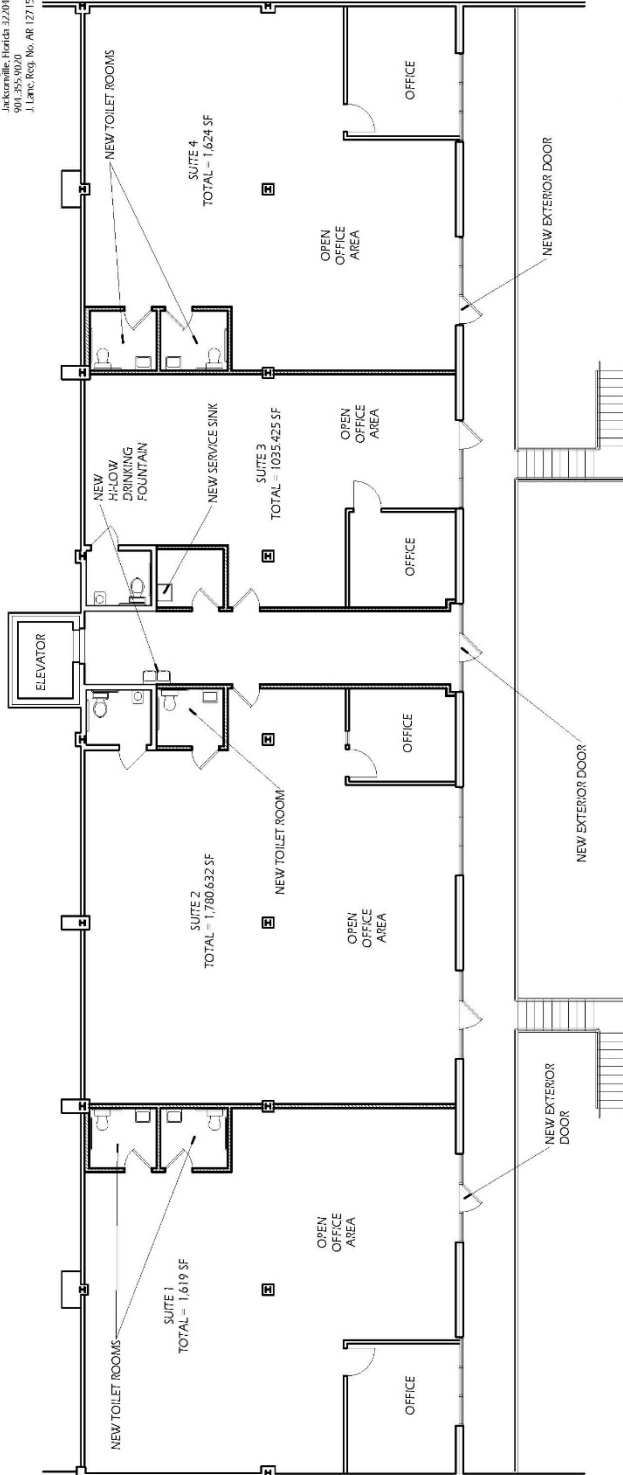 Jacksonville, Florida 32204
904.355.9020
J. Lane, Reg. No. AR 12715
NEW TOILET ROOMS
SUITE 1
TOTAL = 1,619 SF
OPEN
OFFICE
AREA
OFFICE
NEW EXTERIOR
DOOR
SUITE 2
TOTAL = 1,780.632 SF
NEW TOILET ROOM
OPEN
OFFICE
AREA
OFFICE
ELEVATOR
NEW EXTERIOR DOOR
NEW
HI-LOW
DRINKING
FOUNTAIN
NEW SERVICE SINK
SUITE 3
TOTAL = 1035.425 SF
OPEN
OFFICE
AREA
OFFICE
NEW TOILET ROOMS
SUITE 4
TOTAL = 1,624 SF
OPEN
OFFICE
AREA
OFFICE
NEW EXTERIOR DOOR